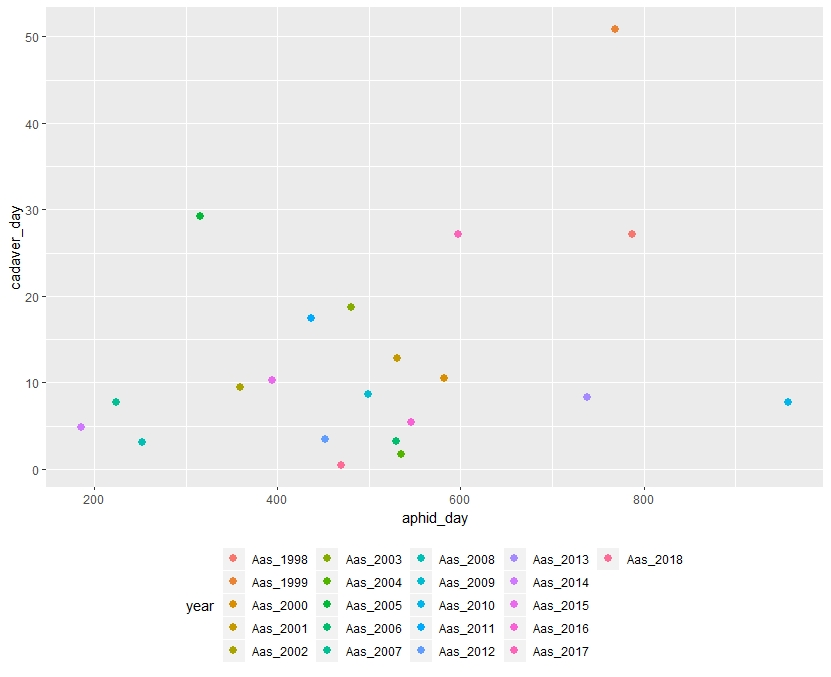 50
40
30
20
10
0
cadaver_day
200 400 600 800
aphid_day
year
Aas_1998 Aas_2003 Aas_2008 Aas_2013 Aas_2018
Aas_1999 Aas_2004 Aas_2009 Aas_2014
Aas_2000 Aas_2005 Aas_2010 Aas_2015
Aas_2001 Aas_2006 Aas_2011 Aas_2016
Aas_2002 Aas_2007 Aas_2012 Aas_2017